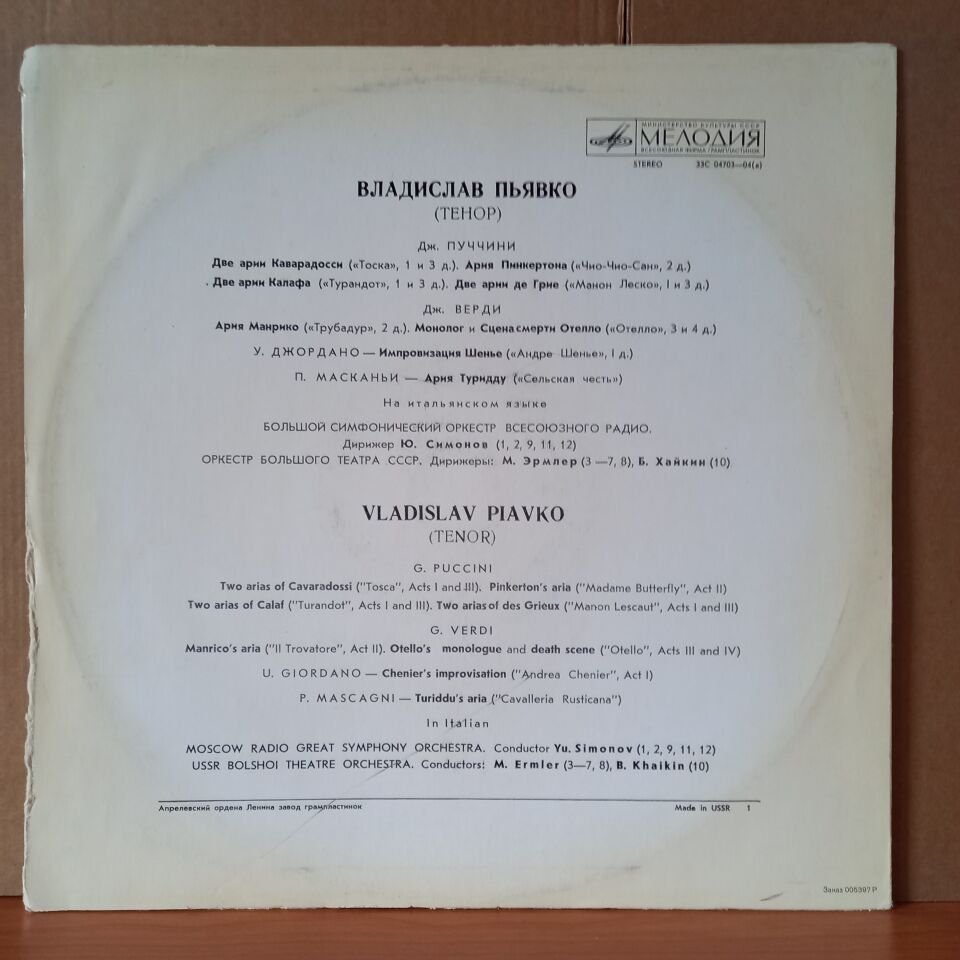 МИНИСТЕРСТВО КУЛЬТУРЫ СССР
МЕЛОДИЯ
ВСЕСОЮЗНАЯ ФИРМА ГРАМПЛАСТИНОК
STEREO 33С 04703—04(а)
ВЛАДИСЛАВ ПЬЯВКО
(ТЕНОР)
Дж. ПУЧЧИНИ
Две арии Каварадосси («Тоска», 1 и 3 д.). Ария Пинкертона («Чио-Чио-Сан», 2 д.)
Две арии Калафа («Турандот», 1 и 3 д.). Две арии де Грие («Манон Леско», I и 3 д.)
Дж. ВЕРДИ
Ария Манрико («Трубадур», 2 д.). Монолог и Сцена смерти Отелло («Отелло», 3 и 4 д.)
У. ДЖОРДАНО — Импровизация Шенье («Андре Шенье», I д.)
П. МАСКАНЬИ — Ария Туридду («Сельская честь»)
На итальянском языке
БОЛЬШОЙ СИМФОНИЧЕСКИЙ ОРКЕСТР ВСЕСОЮЗНОГО РАДИО.
Дирижер Ю. Симонов (1, 2, 9, 11, 12)
ОРКЕСТР БОЛЬШОГО ТЕАТРА СССР. Дирижеры: М. Эрмлер (3—7, 8), Б. Хайкин (10)
VLADISLAV PIAVKO
(TENOR)
G. PUCCINI
Two arias of Cavaradossi ("Tosca", Acts I and III). Pinkerton's aria ("Madame Butterfly", Act II)
Two arias of Calaf ("Turandot", Acts I and III). Two arias of des Grieux ("Manon Lescaut", Acts I and III)
G. VERDI
Manrico's aria ("Il Trovatore", Act II). Otello's monologue and death scene ("Otello", Acts III and IV)
U. GIORDANO — Chenier's improvisation ("Andrea Chenier", Act I)
P. MASCAGNI — Turiddu's aria ("Cavalleria Rusticana")
In Italian
MOSCOW RADIO GREAT SYMPHONY ORCHESTRA. Conductor Yu. Simonov (1, 2, 9, 11, 12)
USSR BOLSHOI THEATRE ORCHESTRA. Conductors: M. Ermler (3—7, 8), B. Khaikin (10)
Апрелевский ордена Ленина завод грампластинок Made in USSR 1
Заказ 005397 Р